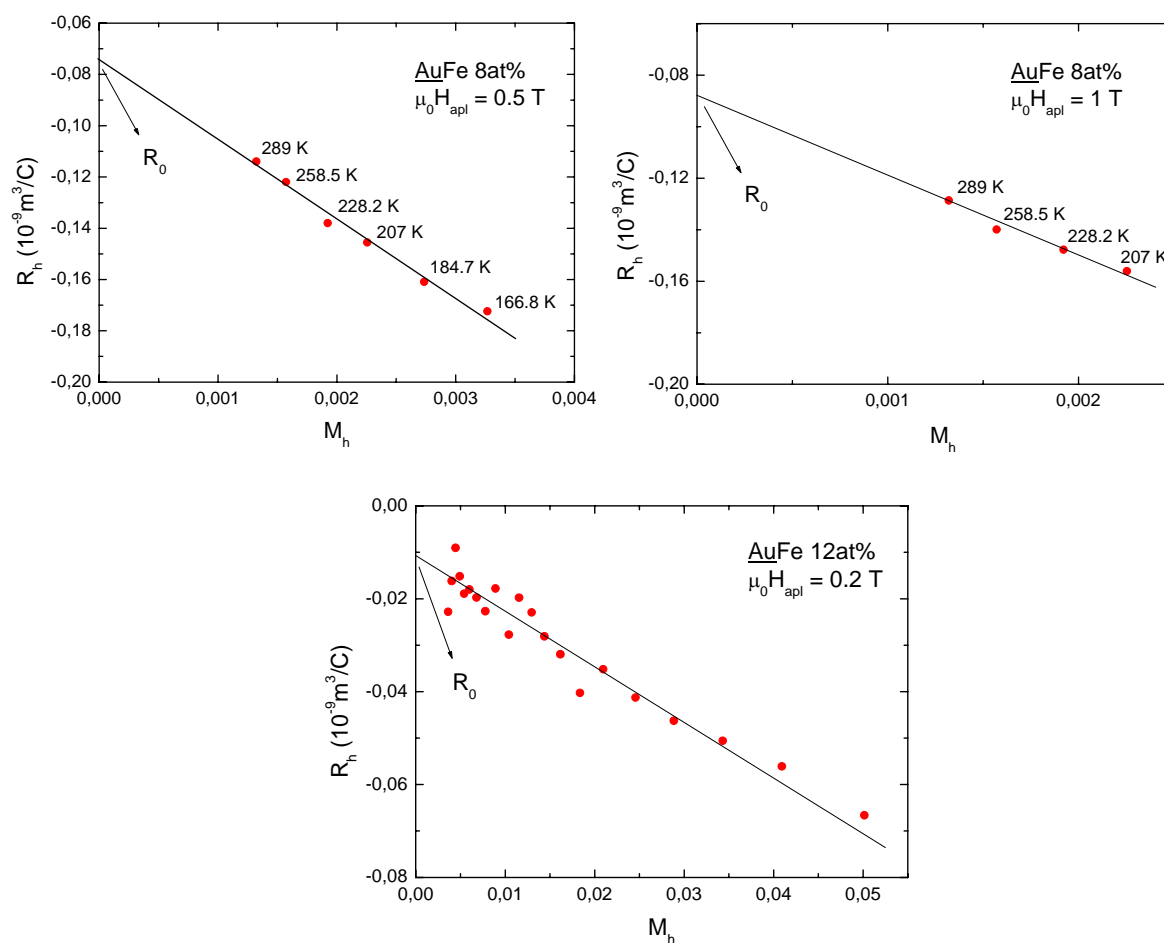 -0,06
-0,08
-0,10
-0,12
-0,14
-0,16
-0,18
-0,20
R_h (10^-9 m^3/C)
AuFe 8at%
μ_0H_apl = 0.5 T
R_0
289 K
258.5 K
228.2 K
207 K
184.7 K
166.8 K
0,000 0,001 0,002 0,003 0,004
M_h
-0,08
-0,12
-0,16
-0,20
R_h (10^-9 m^3/C)
AuFe 8at%
μ_0H_apl = 1 T
R_0
289 K
258.5 K
228.2 K
207 K
0,000 0,001 0,002
M_h
0,00
-0,02
-0,04
-0,06
-0,08
R_h (10^-9 m^3/C)
AuFe 12at%
μ_0H_apl = 0.2 T
R_0
0,00 0,01 0,02 0,03 0,04 0,05
M_h